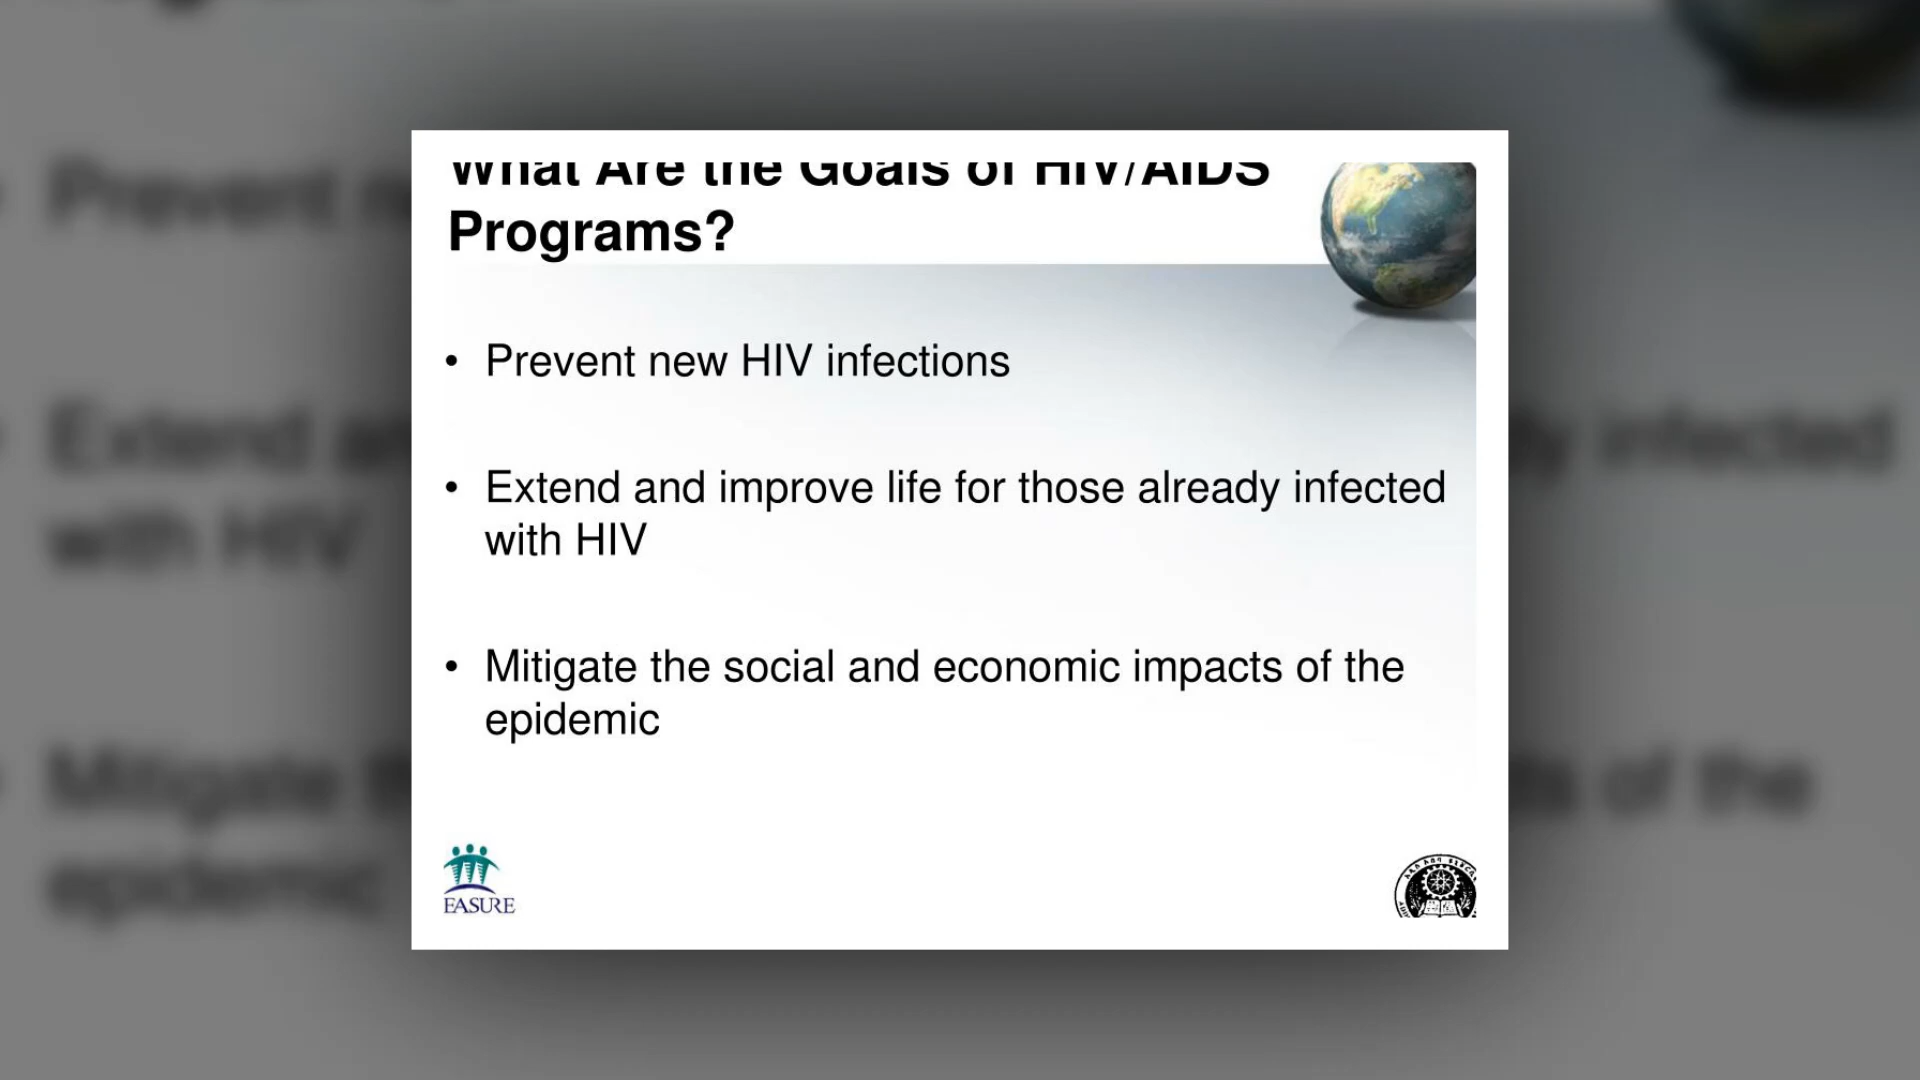 What Are the Goals of HIV/AIDS
Programs?
• Prevent new HIV infections
• Extend and improve life for those already infected
with HIV
• Mitigate the social and economic impacts of the
epidemic
EASURE